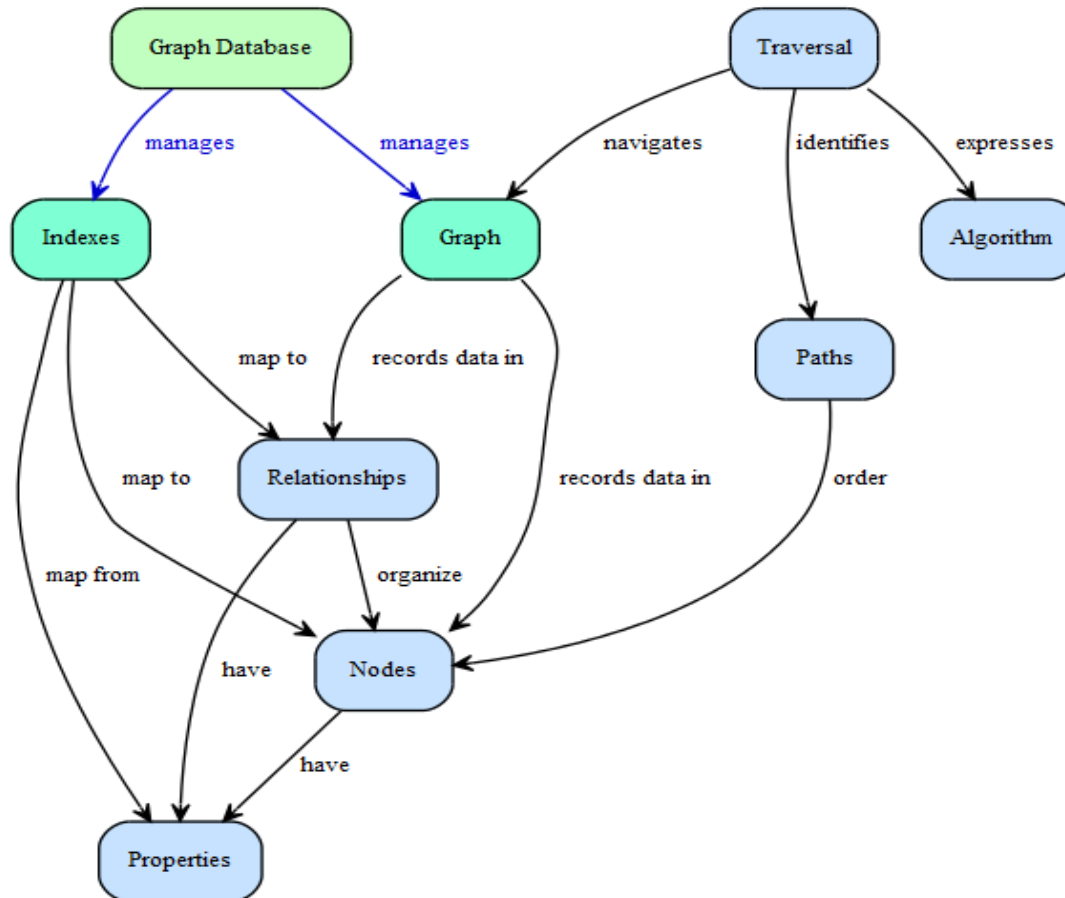 Graph Database
Traversal
manages
manages
navigates
identifies
expresses
Indexes
Graph
Algorithm
map to
records data in
Paths
map to
Relationships
records data in
order
map from
organize
have
Nodes
have
Properties